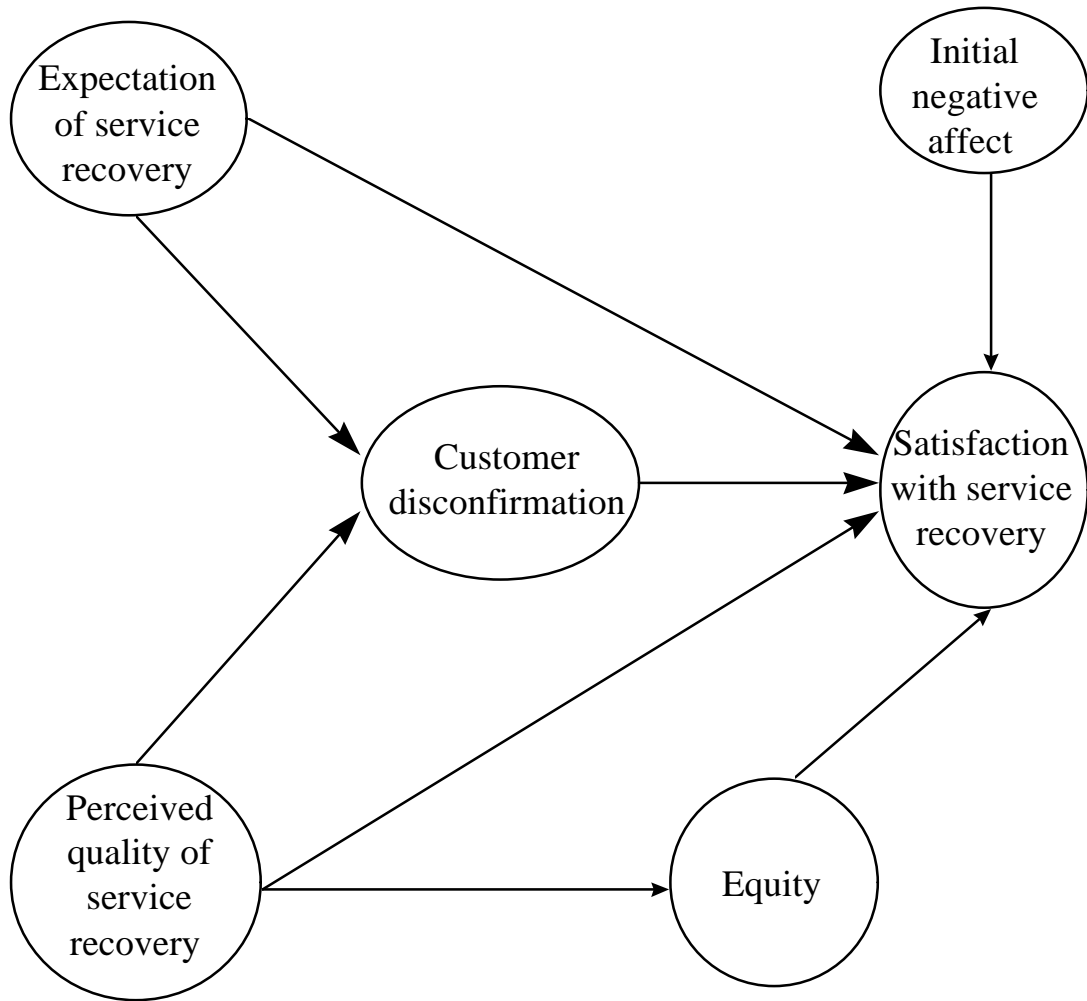 Expectation
of service
recovery
Initial
negative
affect
Customer
disconfirmation
Satisfaction
with service
recovery
Perceived
quality of
service
recovery
Equity